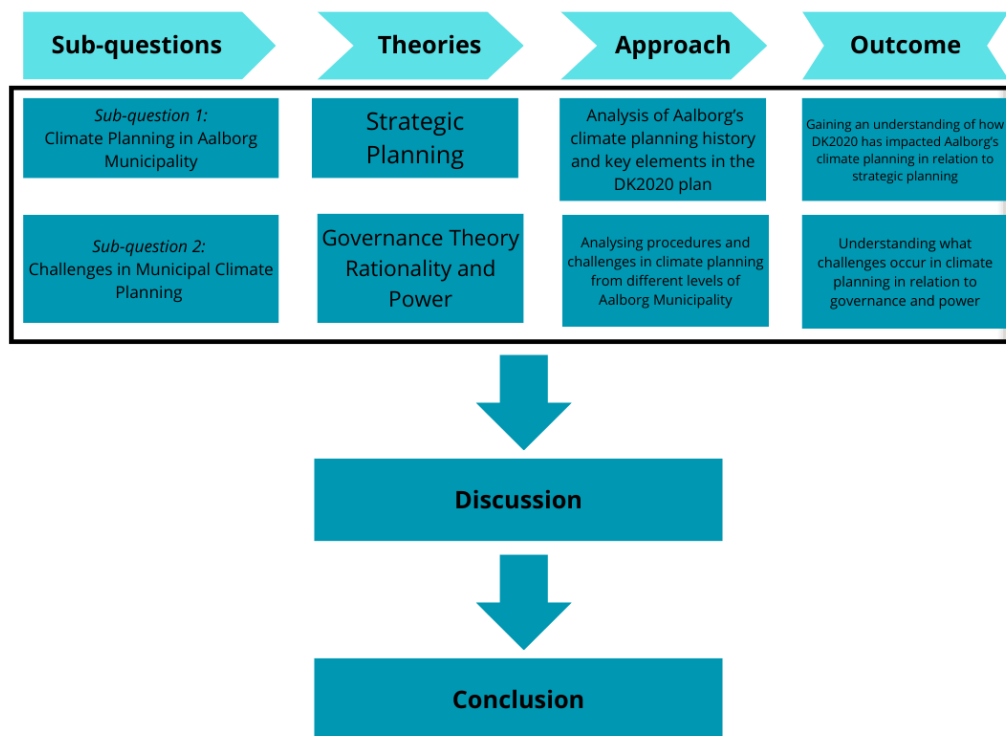 Sub-questions
Theories
Approach
Outcome
Sub-question 1:
Climate Planning in Aalborg
Municipality
Strategic
Planning
Analysis of Aalborg's
climate planning history
and key elements in the
DK2020 plan
Gaining an understanding of how
DK2020 has impacted Aalborg's
climate planning in relation to
strategic planning
Sub-question 2:
Challenges in Municipal Climate
Planning
Governance Theory
Rationality and
Power
Analysing procedures and
challenges in climate planning
from different levels of
Aalborg Municipality
Understanding what
challenges occur in climate
planning in relation to
governance and power
Discussion
Conclusion